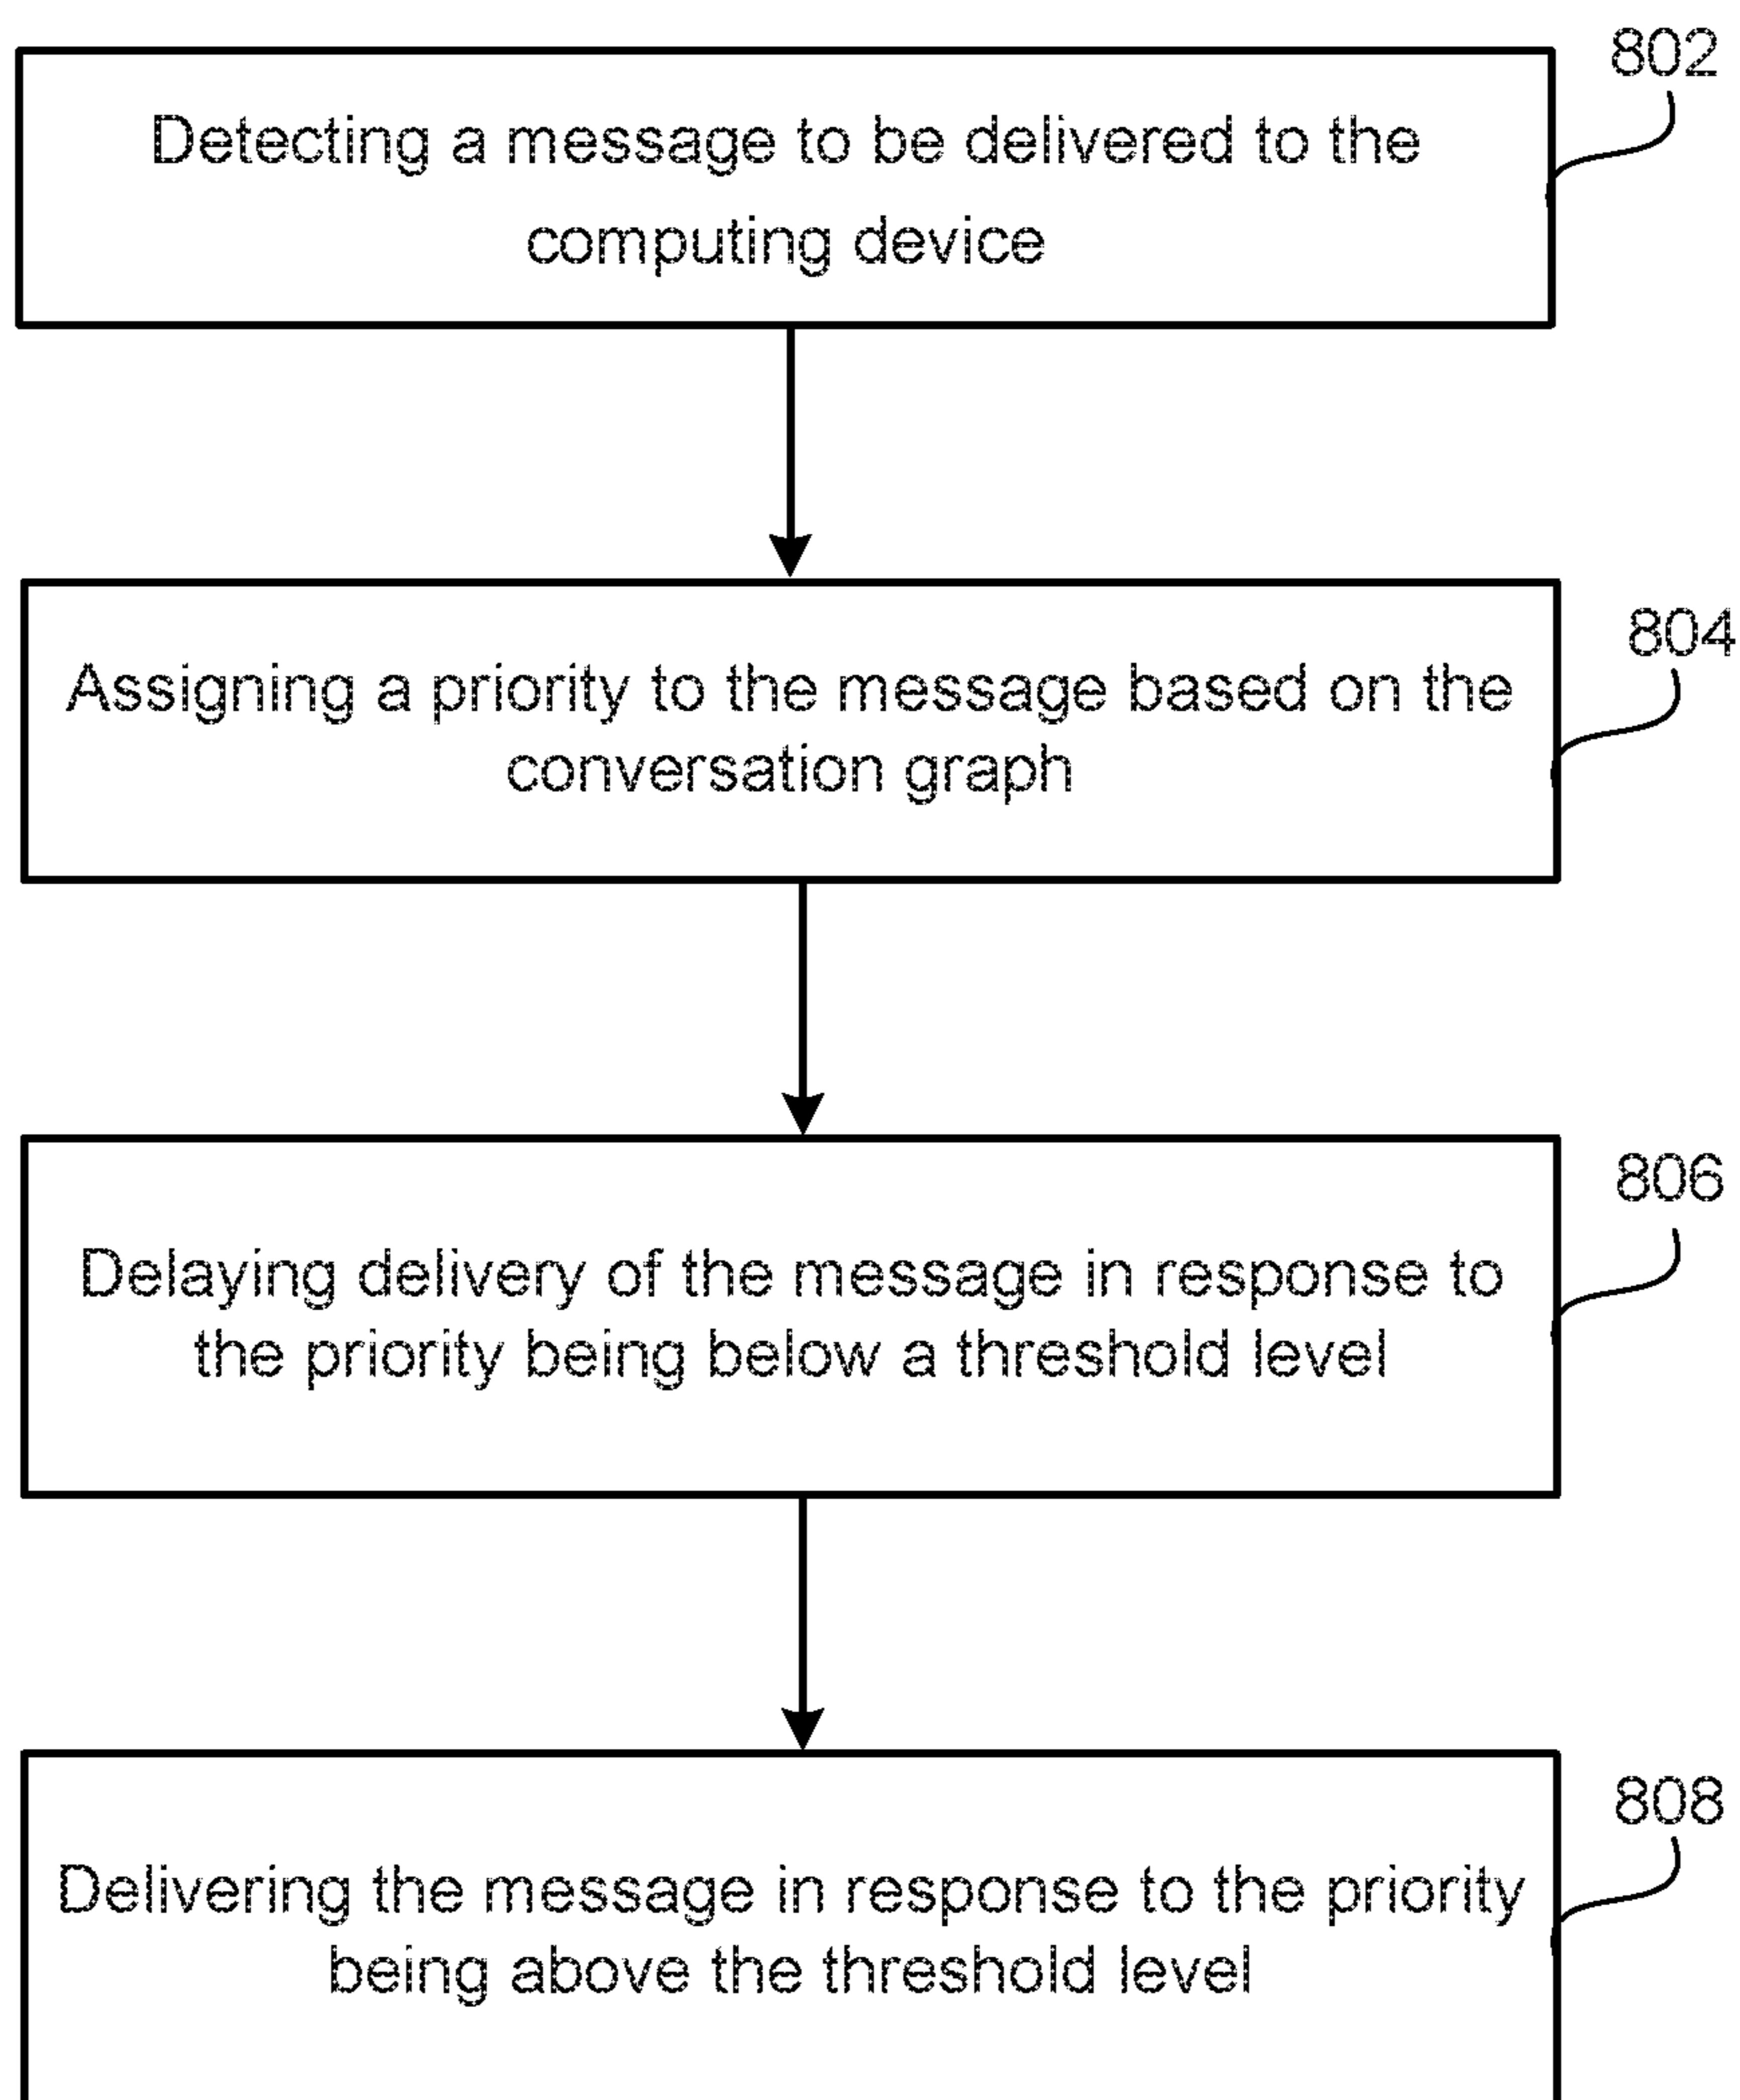 802
Detecting a message to be delivered to the
computing device
804
Assigning a priority to the message based on the
conversation graph
806
Delaying delivery of the message in response to
the priority being below a threshold level
808
Delivering the message in response to the priority
being above the threshold level